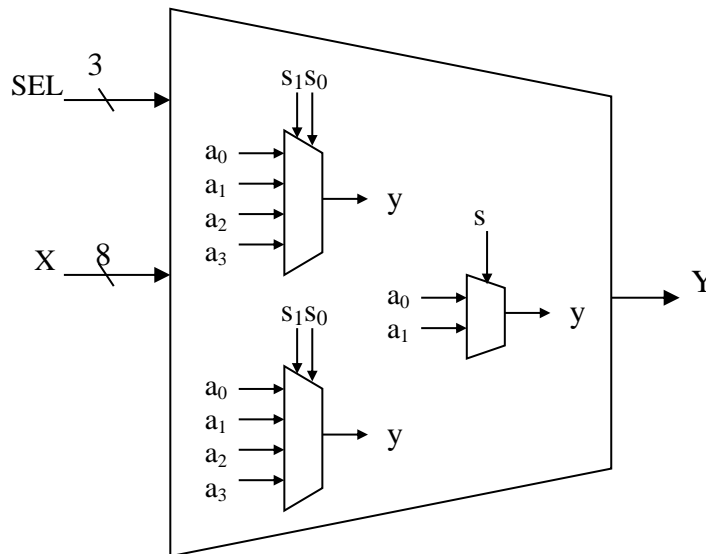 SEL
3
X
8
s₁s₀
a₀
a₁
a₂
a₃
y
s₁s₀
a₀
a₁
a₂
a₃
y
s
a₀
a₁
y
Y